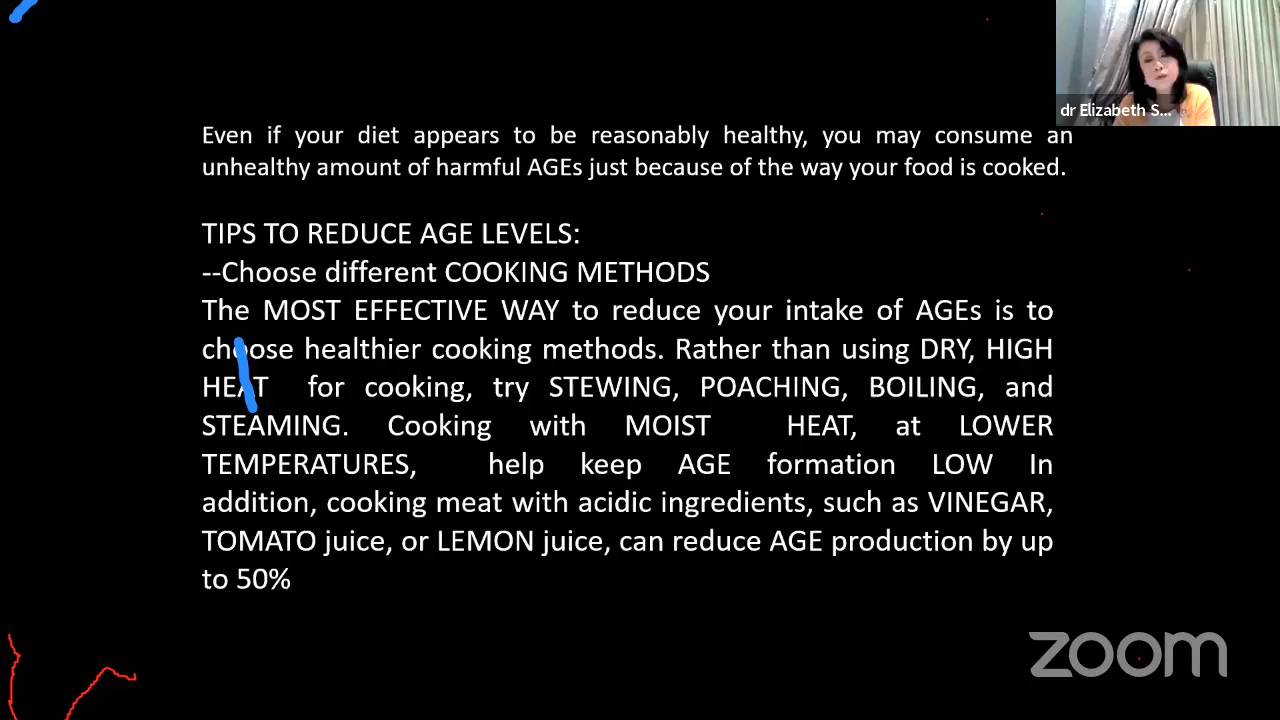 dr Elizabeth S...
Even if your diet appears to be reasonably healthy, you may consume an
unhealthy amount of harmful AGEs just because of the way your food is cooked.
TIPS TO REDUCE AGE LEVELS:
--Choose different COOKING METHODS
The MOST EFFECTIVE WAY to reduce your intake of AGEs is to
choose healthier cooking methods. Rather than using DRY, HIGH
HEAT for cooking, try STEWING, POACHING, BOILING, and
STEAMING. Cooking with MOIST HEAT, at LOWER
TEMPERATURES, help keep AGE formation LOW In
addition, cooking meat with acidic ingredients, such as VINEGAR,
TOMATO juice, or LEMON juice, can reduce AGE production by up
to 50%
zoom